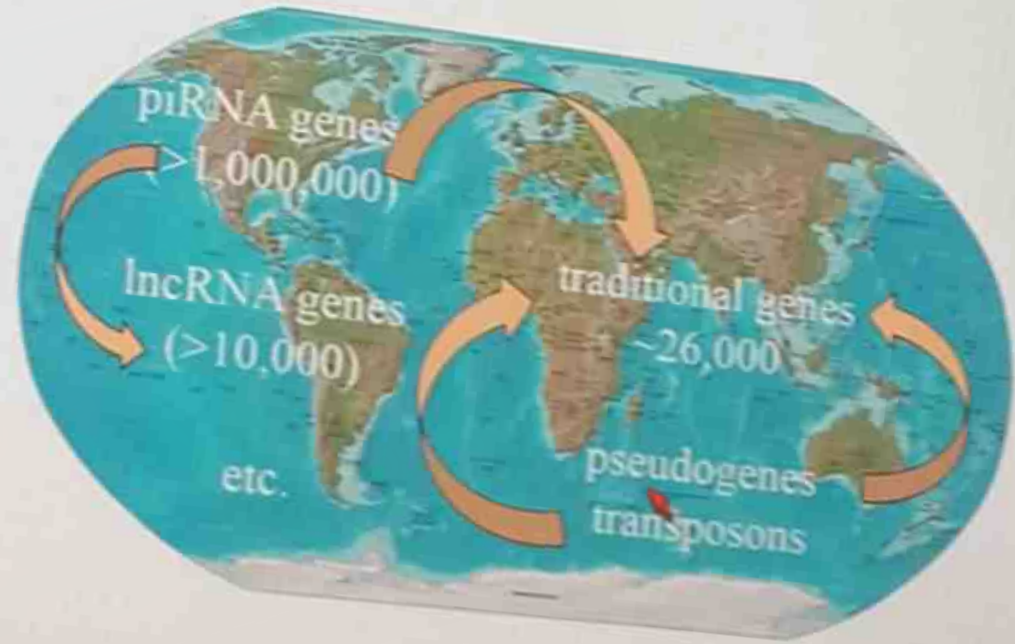 piRNA genes
(>1,000,000)
lncRNA genes
(>10,000)
etc.
traditional genes
~26,000
pseudogenes
transposons